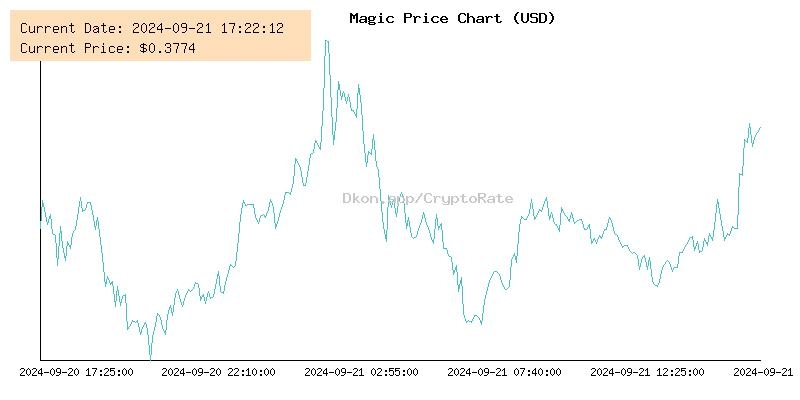 Magic Price Chart (USD)
Current Date: 2024-09-21 17:22:12
Current Price: $0.3774
Dkon.app/CryptoRate
2024-09-20 17:25:00 2024-09-20 22:10:00 2024-09-21 02:55:00 2024-09-21 07:40:00 2024-09-21 12:25:00 2024-09-21